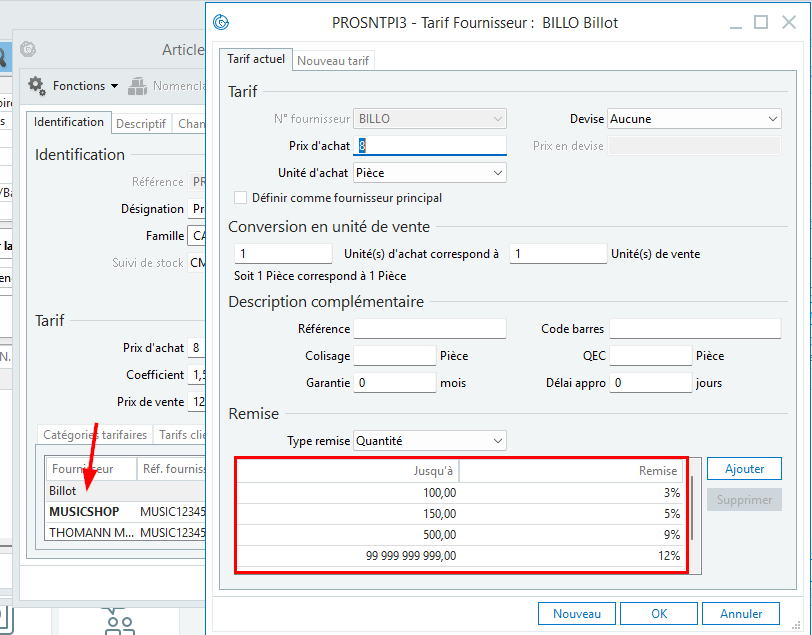 PROSNTPI3 - Tarif Fournisseur : BILLO Billot
Article
Fonctions
Nomencla
Identification
Descriptif
Chan
Identification
Référence PR
Désignation Pr
Famille CA
Suivi de stock CM
Tarif
Prix d'achat 8
Coefficient 1,5
Prix de vente 12
Catégories tarifaires
Tarifs clie
Fournisseur
Réf. fourniss
Billot
MUSICSHOP MUSIC12345
THOMANN M... MUSIC12345
Tarif actuel
Nouveau tarif
Tarif
N° fournisseur BILLO
Devise Aucune
Prix d'achat 8
Prix en devise
Unité d'achat Pièce
Définir comme fournisseur principal
Conversion en unité de vente
1 Unité(s) d'achat correspond à 1 Unité(s) de vente
Soit 1 Pièce correspond à 1 Pièce
Description complémentaire
Référence
Code barres
Colisage Pièce
QEC Pièce
Garantie 0 mois
Délai appro 0 jours
Remise
Type remise Quantité
Jusqu'à Remise
100,00 3%
150,00 5%
500,00 9%
99 999 999 999,00 12%
Ajouter
Supprimer
Nouveau
OK
Annuler